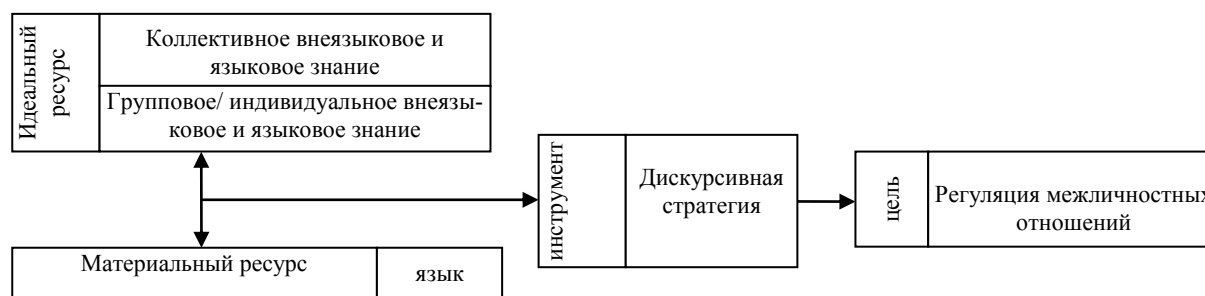 Идеальный
ресурс
Коллективное внеязыковое и
языковое знание
Групповое/ индивидуальное внеязы-
ковое и языковое знание
инструмент
Дискурсивная
стратегия
цель
Регуляция межличностных
отношений
Материальный ресурс
язык